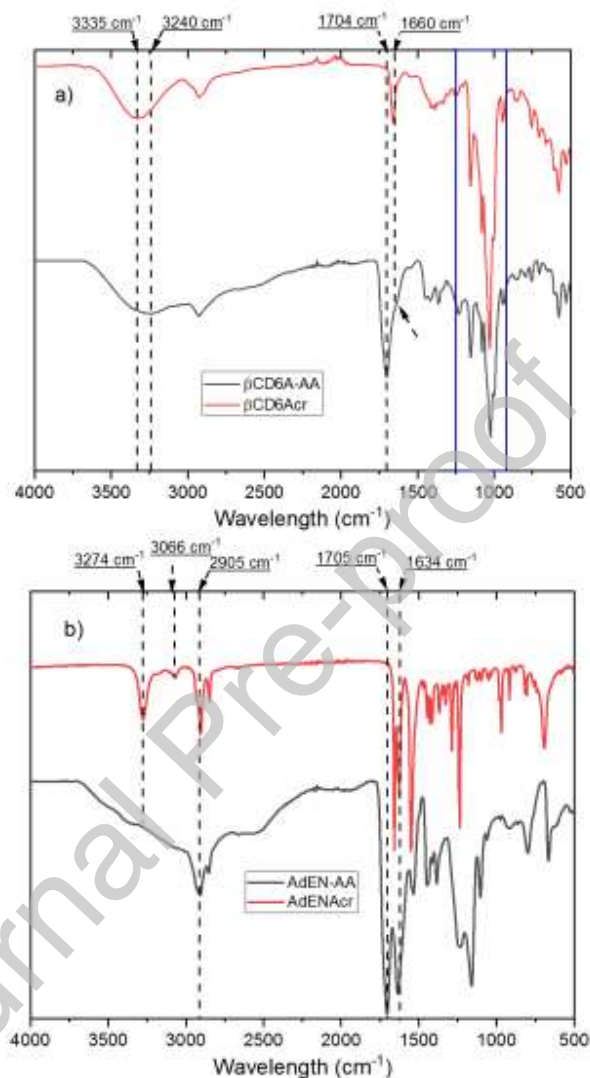 3335 cm⁻¹ 3240 cm⁻¹ 1704 cm⁻¹ 1660 cm⁻¹
a)
βCD6A-AA
βCD6Acr
4000 3500 3000 2500 2000 1500 1000 500
Wavelength (cm⁻¹)
3274 cm⁻¹ 3066 cm⁻¹ 2905 cm⁻¹ 1705 cm⁻¹ 1634 cm⁻¹
b)
AdEN-AA
AdENAcr
4000 3500 3000 2500 2000 1500 1000 500
Wavelength (cm⁻¹)
urnal Pre-proof